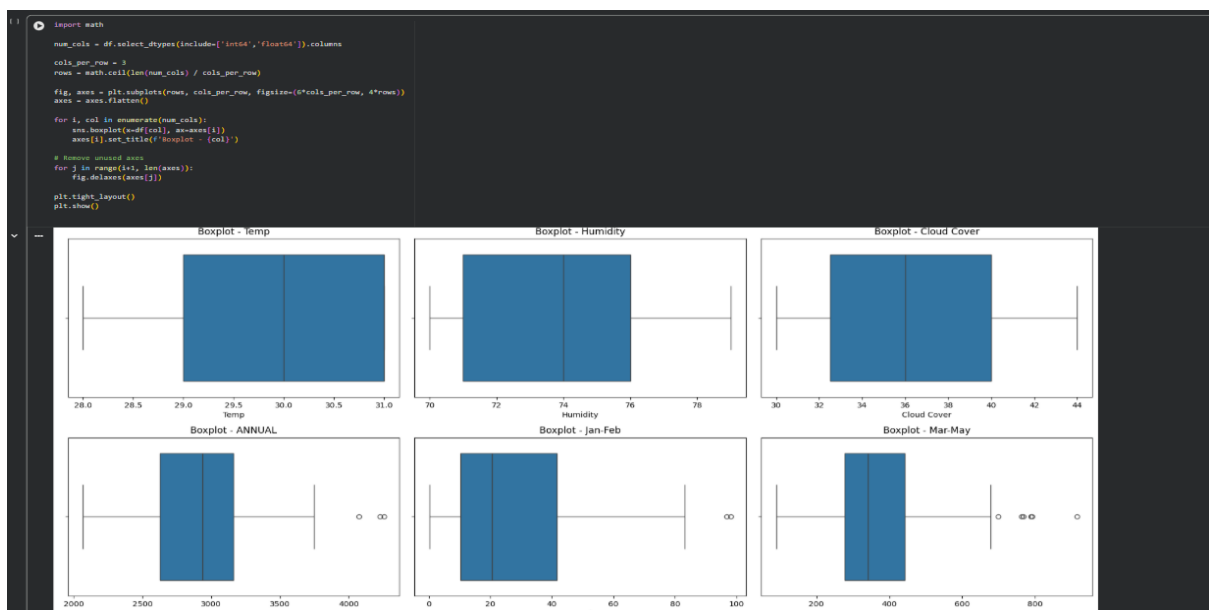 import math
num_cols = df.select_dtypes(include=['int64','float64']).columns
cols_per_row = 3
rows = math.ceil(len(num_cols) / cols_per_row)
fig, axes = plt.subplots(rows, cols_per_row, figsize=(6*cols_per_row, 4*rows))
axes = axes.flatten()
for i, col in enumerate(num_cols):
    sns.boxplot(x=df[col], ax=axes[i])
    axes[i].set_title(f'Boxplot - {col}')
# Remove unused axes
for j in range(i+1, len(axes)):
    fig.delaxes(axes[j])
plt.tight_layout()
plt.show()
Boxplot - Temp Boxplot - Humidity Boxplot - Cloud Cover
28.0 28.5 29.0 29.5 30.0 30.5 31.0 70 72 74 76 78 30 32 34 36 38 40 42 44
Temp Humidity Cloud Cover
Boxplot - ANNUAL Boxplot - Jan-Feb Boxplot - Mar-May
2000 2500 3000 3500 4000 0 20 40 60 80 100 200 400 600 800